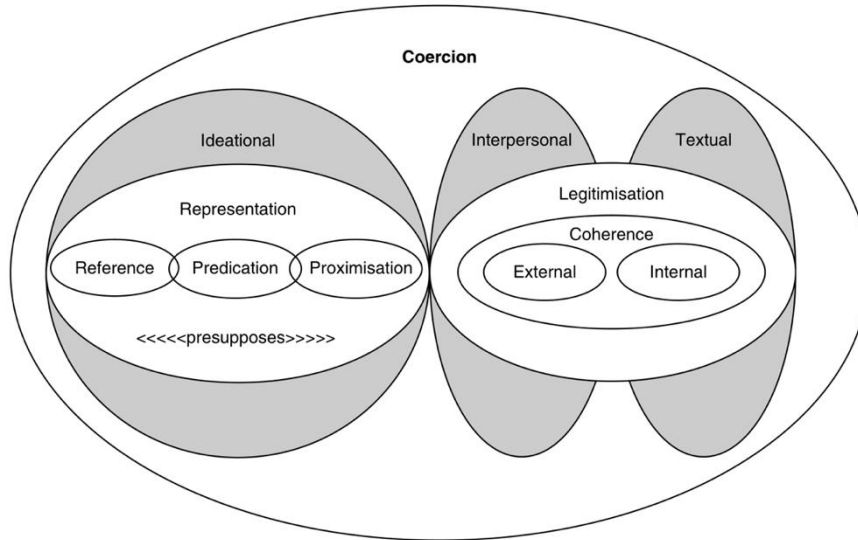 Coercion
Ideational
Interpersonal
Textual
Representation
Legitimisation
Coherence
Reference
Predication
Proximisation
External
Internal
<<<<<presupposes>>>>>